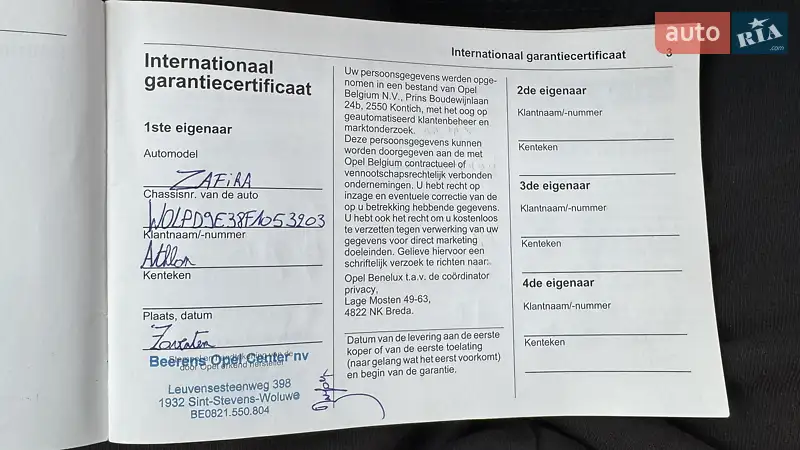 Internationaal garantiecertificaat 3
auto RIA
Internationaal
garantiecertificaat
1ste eigenaar
Automodel
ZAFIRA
Chassisnr. van de auto
W0LPD9E38F1053203
Klantnaam/-nummer
Athlon
Kenteken
Plaats, datum
Zaventem
Beerens Opel Center nv
door Opel erkend hersteller
Leuvensesteenweg 398
1932 Sint-Stevens-Woluwe
BE0821.550.804
Uw persoonsgegevens werden opge-
nomen in een bestand van Opel
Belgium N.V., Prins Boudewijnlaan
24b, 2550 Kontich, met het oog op
geautomatiseerd klantenbeheer en
marktonderzoek.
Deze persoonsgegevens kunnen
worden doorgegeven aan de met
Opel Belgium contractueel of
vennootschapsrechtelijk verbonden
ondernemingen. U hebt recht op
inzage en eventuele correctie van de
op u betrekking hebbende gegevens.
U hebt ook het recht om u kosteloos
te verzetten tegen verwerking van uw
gegevens voor direct marketing
doeleinden. Gelieve hiervoor een
schriftelijk verzoek te richten naar:
Opel Benelux t.a.v. de coördinator
privacy,
Lage Mosten 49-63,
4822 NK Breda.
Datum van de levering aan de eerste
koper of van de eerste toelating
(naar gelang wat het eerst voorkomt)
en begin van de garantie.
2de eigenaar
Klantnaam/-nummer
Kenteken
3de eigenaar
Klantnaam/-nummer
Kenteken
4de eigenaar
Klantnaam/-nummer
Kenteken